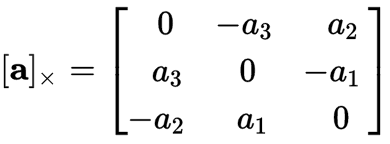 [𝐚]ₓ = [ 0 −a₃ a₂
a₃ 0 −a₁
−a₂ a₁ 0 ]